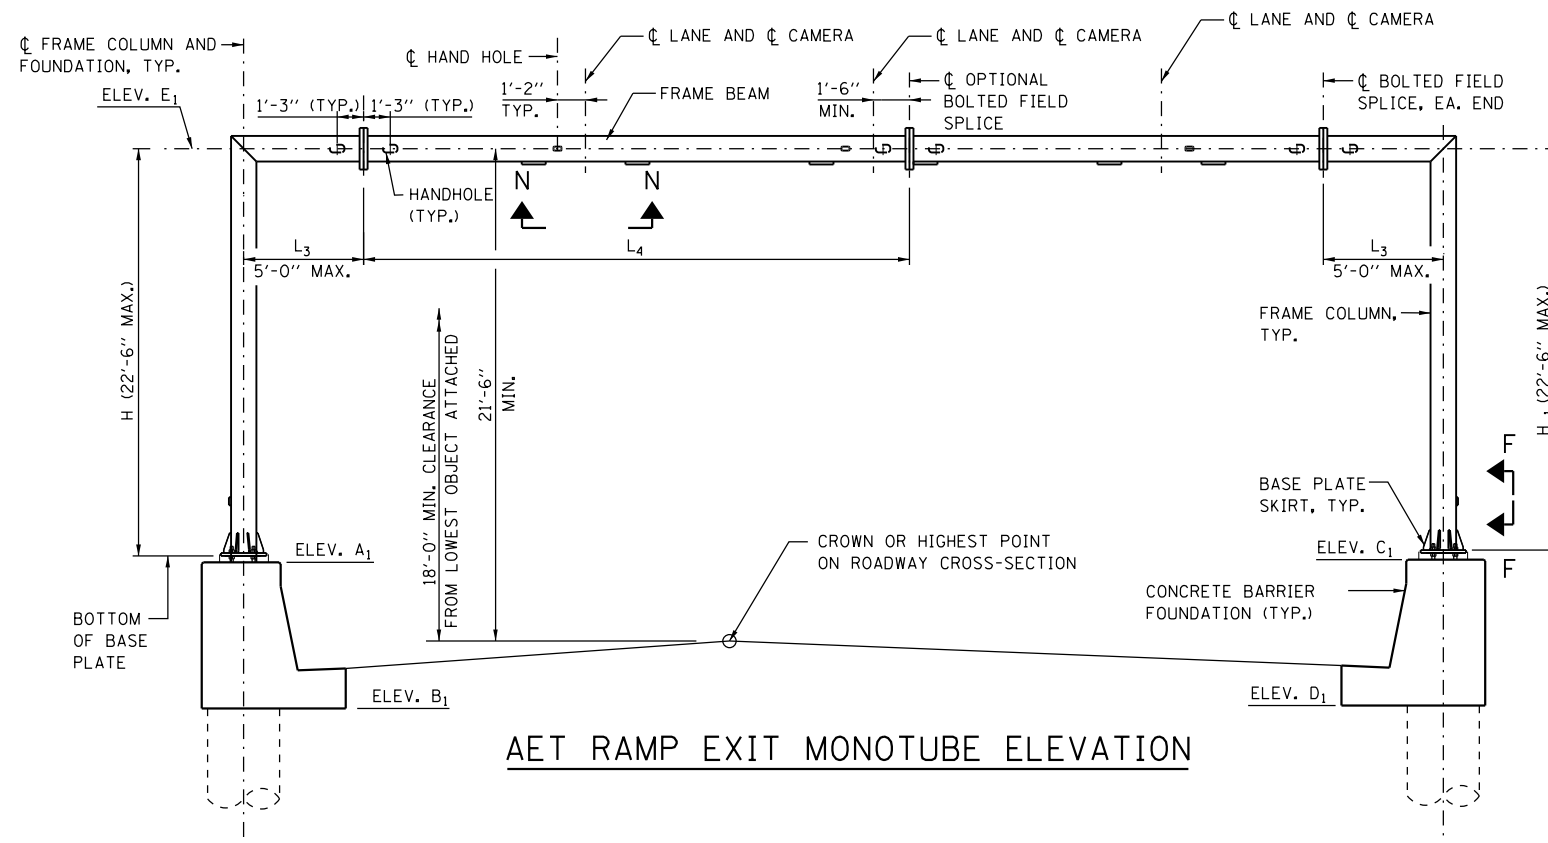 ℄ FRAME COLUMN AND
FOUNDATION, TYP.
ELEV. E1
1'-3" (TYP.)
1'-3" (TYP.)
℄ HAND HOLE
1'-2"
TYP.
℄ LANE AND ℄ CAMERA
FRAME BEAM
1'-6"
MIN.
℄ LANE AND ℄ CAMERA
℄ OPTIONAL
BOLTED FIELD
SPLICE
℄ LANE AND ℄ CAMERA
℄ BOLTED FIELD
SPLICE, EA. END
HANDHOLE
(TYP.)
N
N
L3
5'-0" MAX.
L4
L3
5'-0" MAX.
H (22'-6" MAX.)
18'-0" MIN. CLEARANCE
FROM LOWEST OBJECT ATTACHED
21'-6"
MIN.
FRAME COLUMN,
TYP.
H , (22'-6" MAX.)
F
F
BASE PLATE
SKIRT, TYP.
ELEV. A1
ELEV. C1
CROWN OR HIGHEST POINT
ON ROADWAY CROSS-SECTION
CONCRETE BARRIER
FOUNDATION (TYP.)
BOTTOM
OF BASE
PLATE
ELEV. B1
ELEV. D1
AET RAMP EXIT MONOTUBE ELEVATION